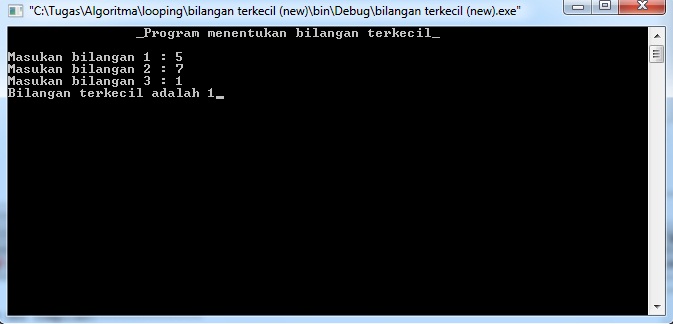 "C:\Tugas\Algoritma\looping\bilangan terkecil (new)\bin\Debug\bilangan terkecil (new).exe"
_Program menentukan bilangan terkecil_
Masukan bilangan 1 : 5
Masukan bilangan 2 : 7
Masukan bilangan 3 : 1
Bilangan terkecil adalah 1_